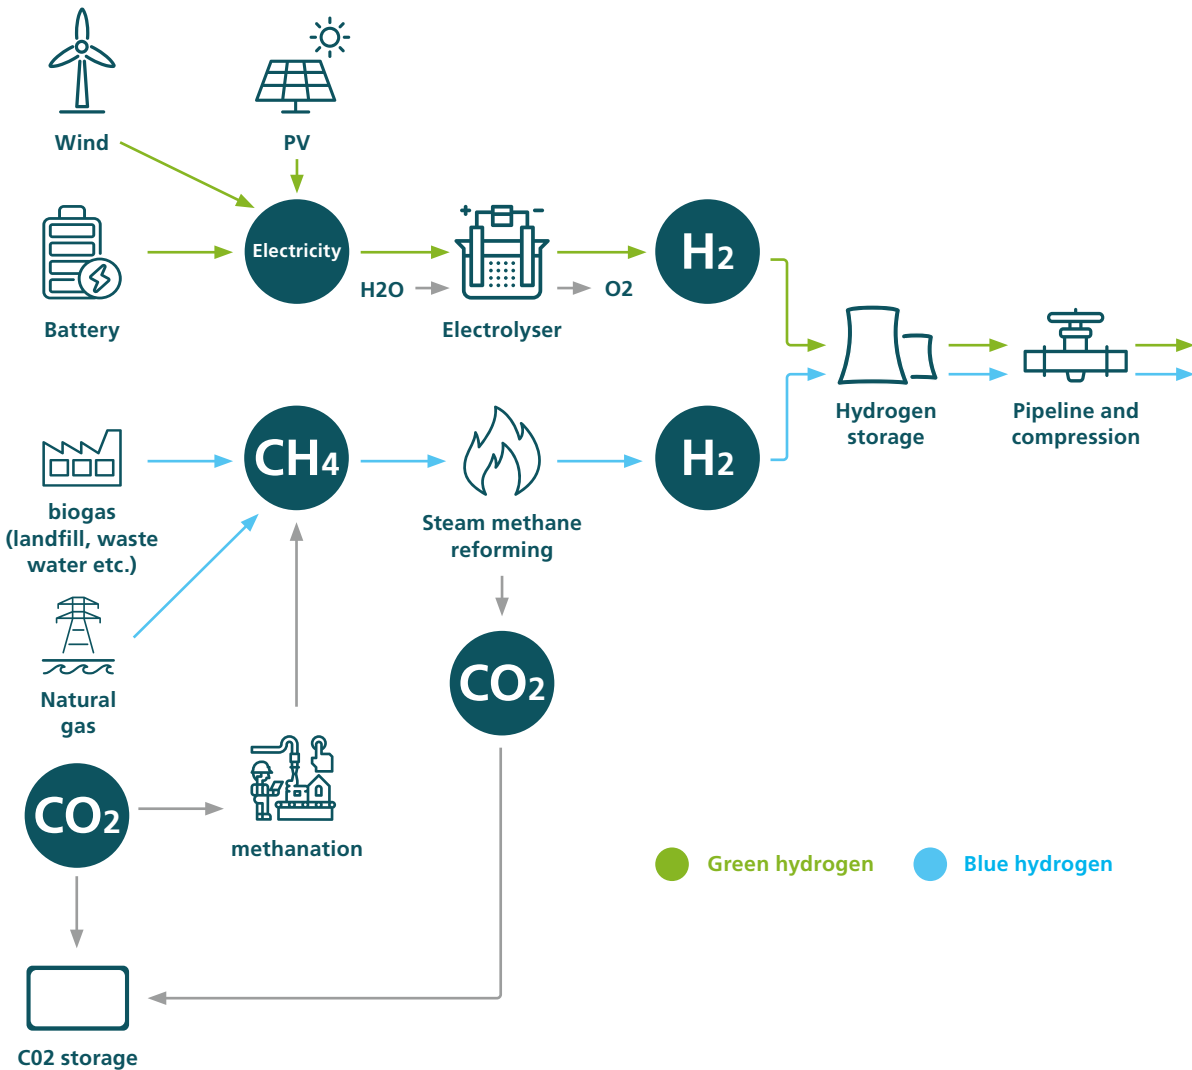 Wind
PV
Electricity
Battery
H2O
O2
Electrolyser
H2
Hydrogen
storage
Pipeline and
compression
biogas
(landfill, waste
water etc.)
CH4
Steam methane
reforming
H2
Natural
gas
CO2
CO2
methanation
Green hydrogen
Blue hydrogen
C02 storage